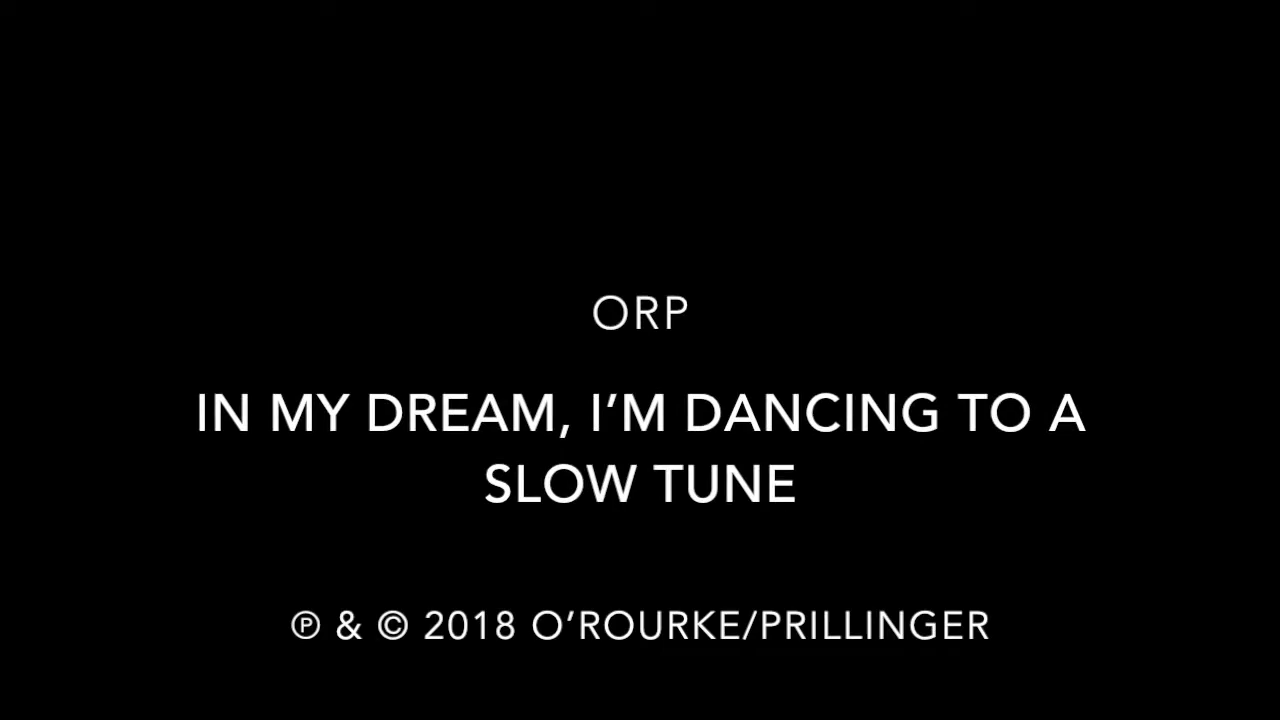 ORP
IN MY DREAM, I’M DANCING TO A
SLOW TUNE
℗ & © 2018 O’ROURKE/PRILLINGER